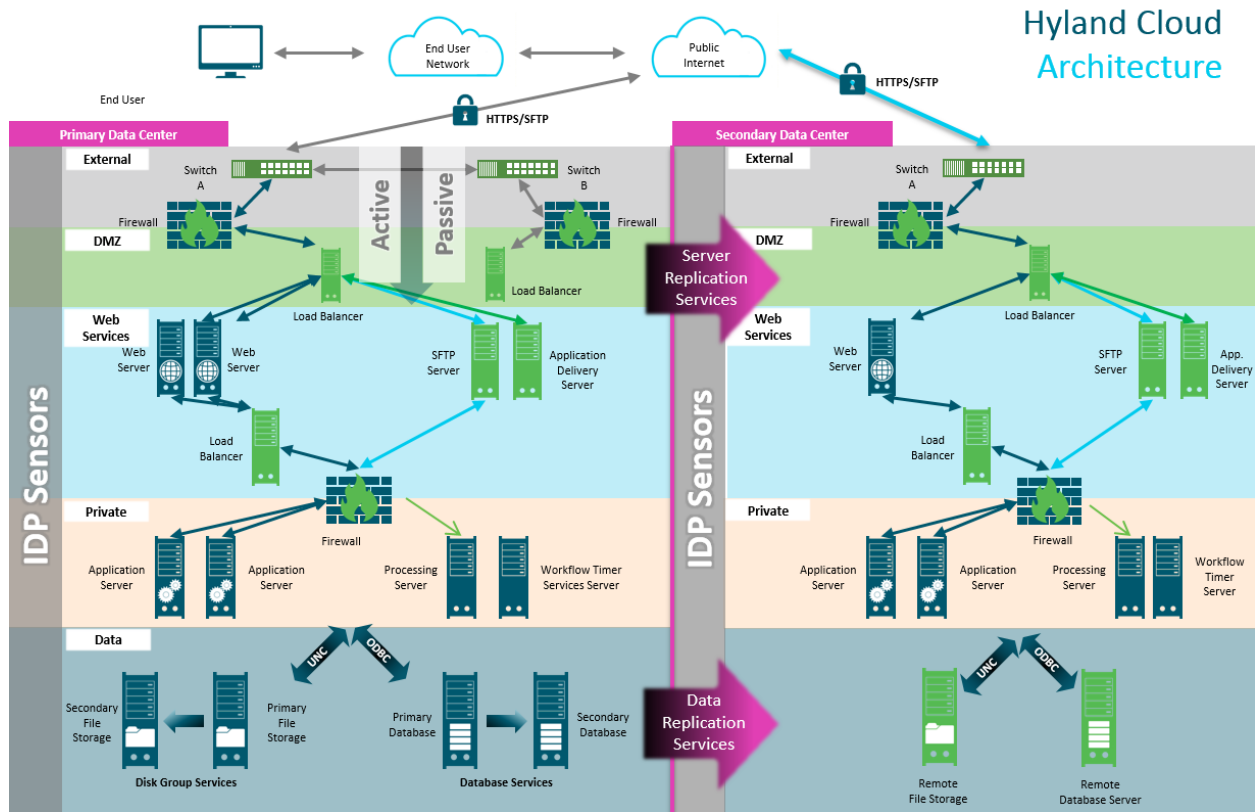 Hyland Cloud
Architecture
End User
Network
Public
Internet
End User
HTTPS/SFTP
HTTPS/SFTP
Primary Data Center
External
Switch
A
Switch
B
Firewall
Firewall
Active
Passive
DMZ
Load Balancer
Load Balancer
Web
Services
Web
Server
Web
Server
SFTP
Server
Application
Delivery
Server
Load
Balancer
IDP Sensors
Private
Firewall
Application
Server
Application
Server
Processing
Server
Workflow Timer
Services Server
Data
UNC
ODBC
Secondary
File
Storage
Primary
File
Storage
Primary
Database
Secondary
Database
Disk Group Services
Database Services
Server
Replication
Services
Data
Replication
Services
Secondary Data Center
External
Switch
A
Firewall
DMZ
Load Balancer
Web
Services
Web
Server
SFTP
Server
App.
Delivery
Server
Load
Balancer
IDP Sensors
Private
Firewall
Application
Server
Application
Server
Processing
Server
Workflow
Timer
Server
UNC
ODBC
Remote
File Storage
Remote
Database Server